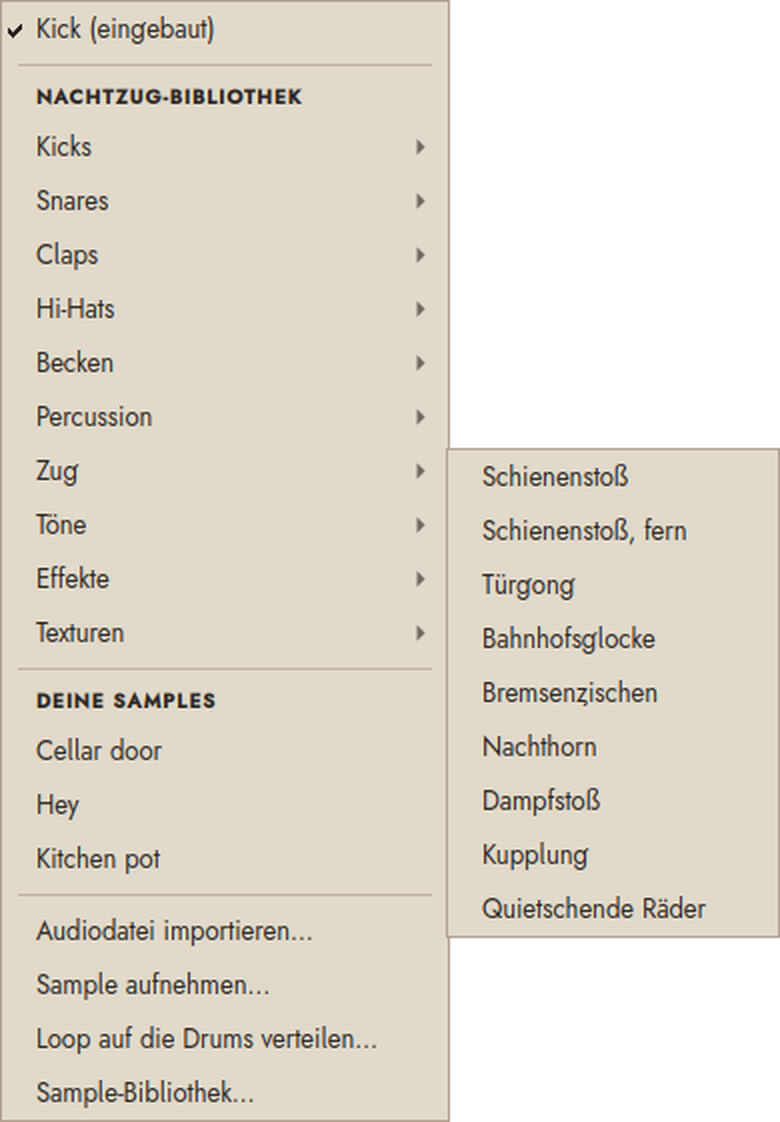 Kick (eingebaut)
NACHTZUG-BIBLIOTHEK
Kicks
Snares
Claps
Hi-Hats
Becken
Percussion
Zug
Töne
Effekte
Texturen
DEINE SAMPLES
Cellar door
Hey
Kitchen pot
Audiodatei importieren...
Sample aufnehmen...
Loop auf die Drums verteilen...
Sample-Bibliothek...
Schienenstoß
Schienenstoß, fern
Türgong
Bahnhofsglocke
Bremsenzischen
Nachthorn
Dampfstoß
Kupplung
Quietschende Räder